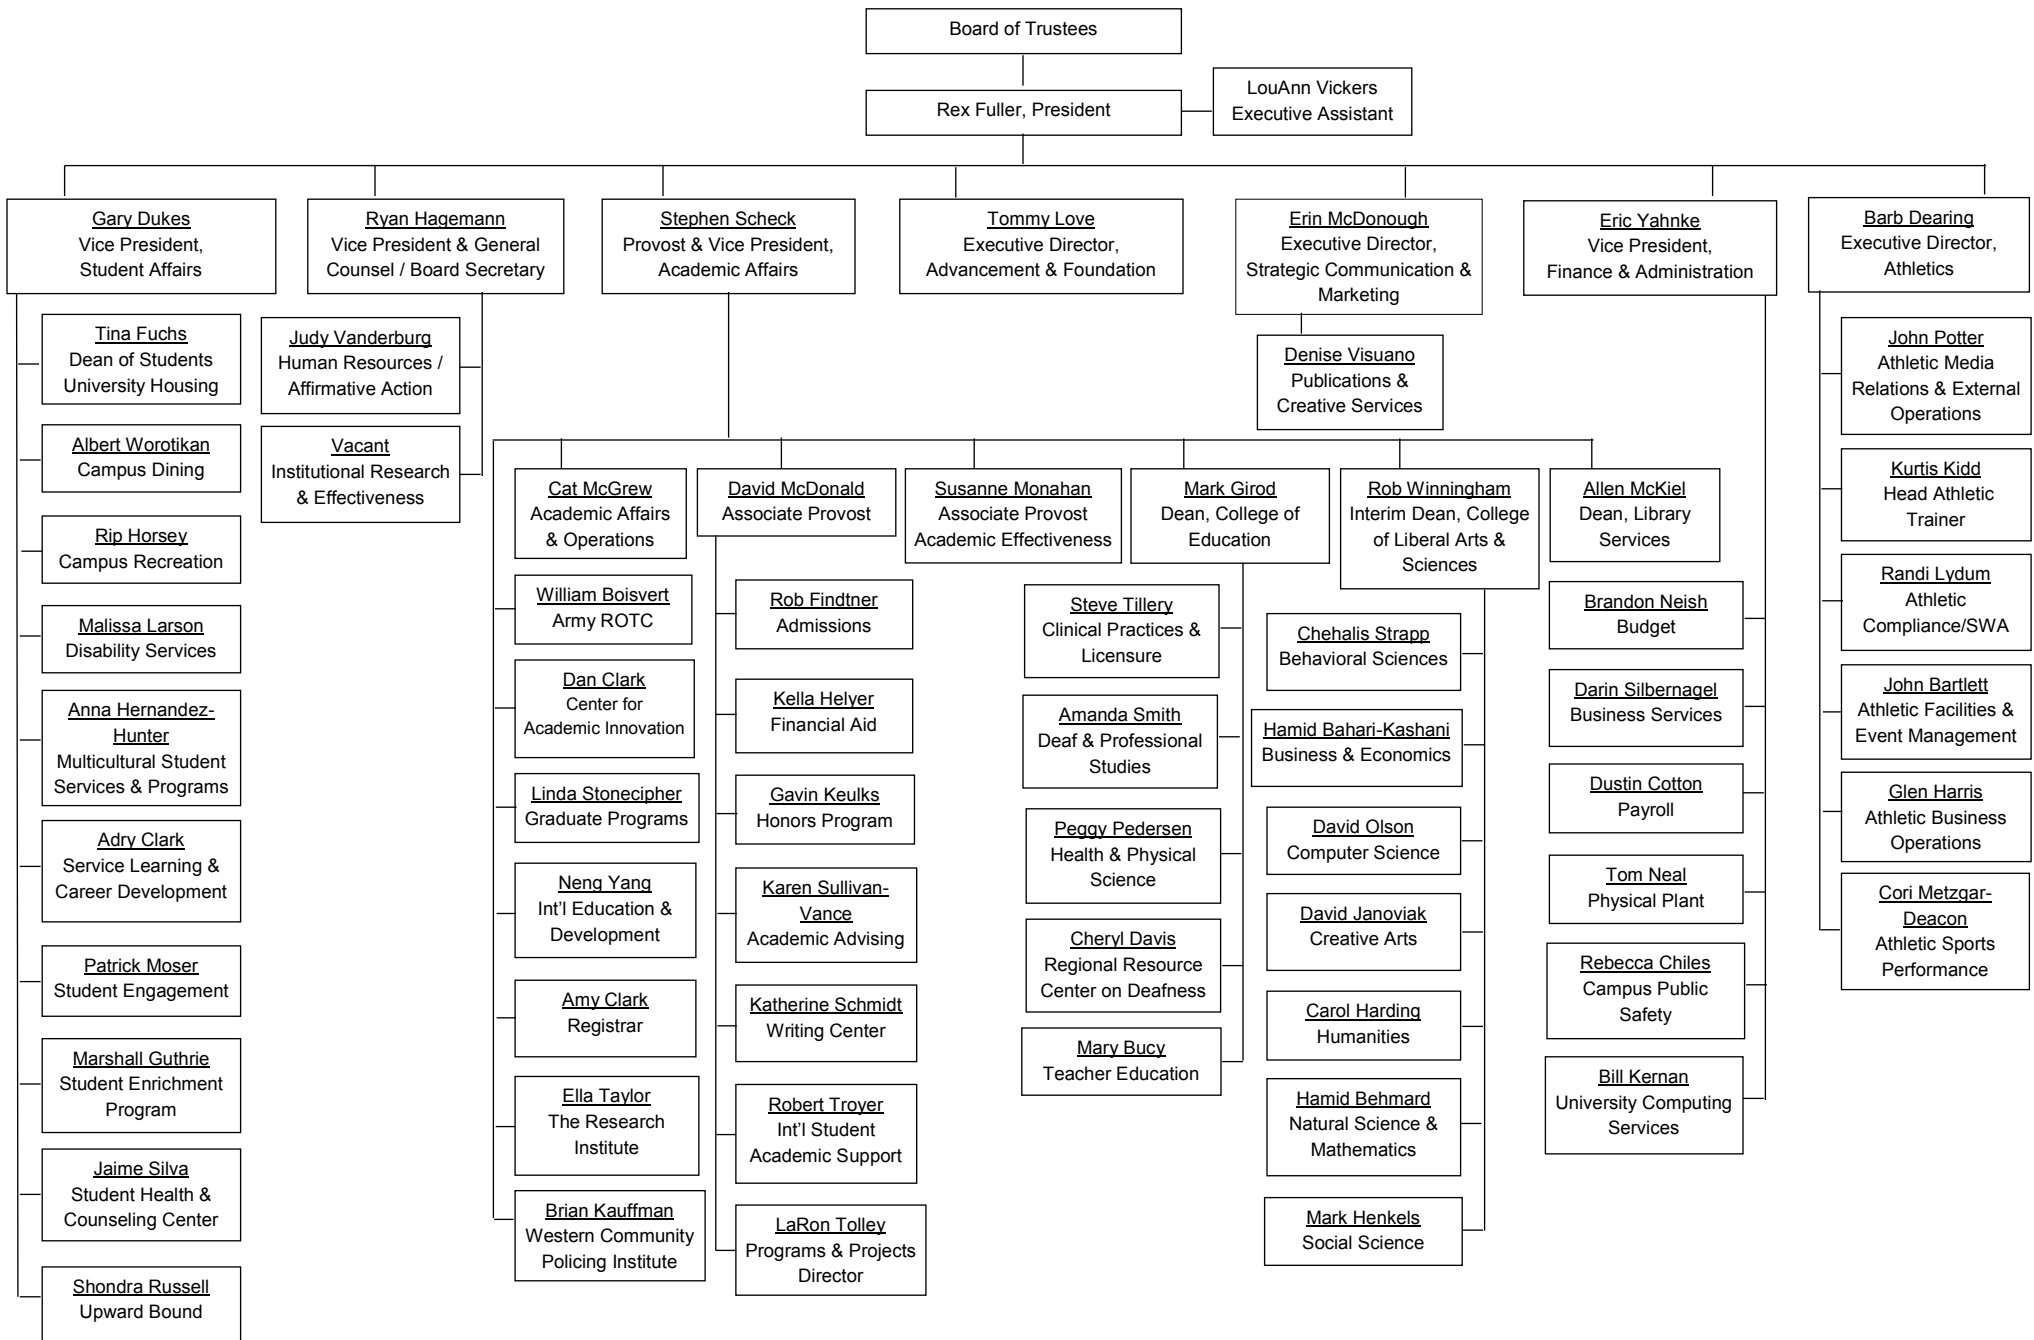 Board of Trustees
Rex Fuller, President
LouAnn Vickers
Executive Assistant
Gary Dukes
Vice President,
Student Affairs
Ryan Hagemann
Vice President & General
Counsel / Board Secretary
Stephen Scheck
Provost & Vice President,
Academic Affairs
Tommy Love
Executive Director,
Advancement & Foundation
Erin McDonough
Executive Director,
Strategic Communication &
Marketing
Eric Yahnke
Vice President,
Finance & Administration
Barb Dearing
Executive Director,
Athletics
Tina Fuchs
Dean of Students
University Housing
Albert Worotikan
Campus Dining
Rip Horsey
Campus Recreation
Malissa Larson
Disability Services
Anna Hernandez-
Hunter
Multicultural Student
Services & Programs
Adry Clark
Service Learning &
Career Development
Patrick Moser
Student Engagement
Marshall Guthrie
Student Enrichment
Program
Jaime Silva
Student Health &
Counseling Center
Shondra Russell
Upward Bound
Judy Vanderburg
Human Resources /
Affirmative Action
Vacant
Institutional Research
& Effectiveness
Cat McGrew
Academic Affairs
& Operations
David McDonald
Associate Provost
Susanne Monahan
Associate Provost
Academic Effectiveness
Mark Girod
Dean, College of
Education
Rob Winningham
Interim Dean, College
of Liberal Arts &
Sciences
Allen McKiel
Dean, Library
Services
William Boisvert
Army ROTC
Dan Clark
Center for
Academic Innovation
Linda Stonecipher
Graduate Programs
Neng Yang
Int’l Education &
Development
Amy Clark
Registrar
Ella Taylor
The Research
Institute
Brian Kauffman
Western Community
Policing Institute
Rob Findtner
Admissions
Kella Helyer
Financial Aid
Gavin Keulks
Honors Program
Karen Sullivan-
Vance
Academic Advising
Katherine Schmidt
Writing Center
Robert Troyer
Int’l Student
Academic Support
LaRon Tolley
Programs & Projects
Director
Steve Tillery
Clinical Practices &
Licensure
Amanda Smith
Deaf & Professional
Studies
Peggy Pedersen
Health & Physical
Science
Cheryl Davis
Regional Resource
Center on Deafness
Mary Bucy
Teacher Education
Chehalis Strapp
Behavioral Sciences
Hamid Bahari-Kashani
Business & Economics
David Olson
Computer Science
David Janoviak
Creative Arts
Carol Harding
Humanities
Hamid Behmard
Natural Science &
Mathematics
Mark Henkels
Social Science
Denise Visuano
Publications &
Creative Services
Brandon Neish
Budget
Darin Silbernagel
Business Services
Dustin Cotton
Payroll
Tom Neal
Physical Plant
Rebecca Chiles
Campus Public
Safety
Bill Kernan
University Computing
Services
John Potter
Athletic Media
Relations & External
Operations
Kurtis Kidd
Head Athletic
Trainer
Randi Lydum
Athletic
Compliance/SWA
John Bartlett
Athletic Facilities &
Event Management
Glen Harris
Athletic Business
Operations
Cori Metzgar-
Deacon
Athletic Sports
Performance